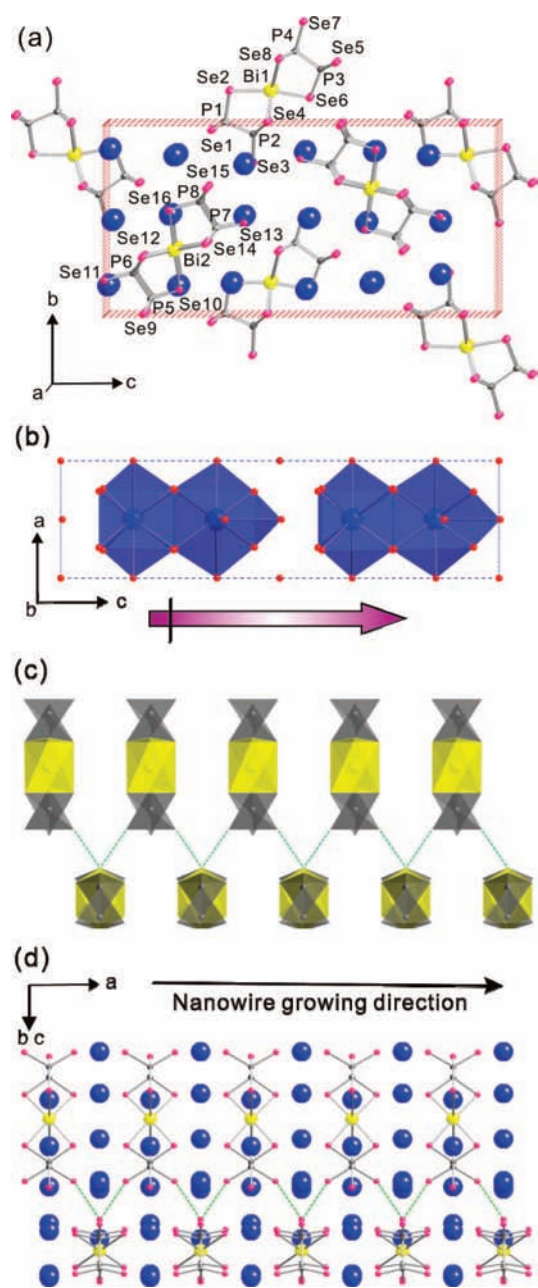 (a)
Se7
P4
Se5
Se8
Se2 Bi1 P3
P1 Se6
Se4
Se1 P2
Se3
Se15
P8
Se16
P7
Se12 Se13
P6 Se14
Bi2
Se11
P5 Se10
Se9
b
a c
(b)
a
b c
(c)
(d)
a
Nanowire growing direction
b c